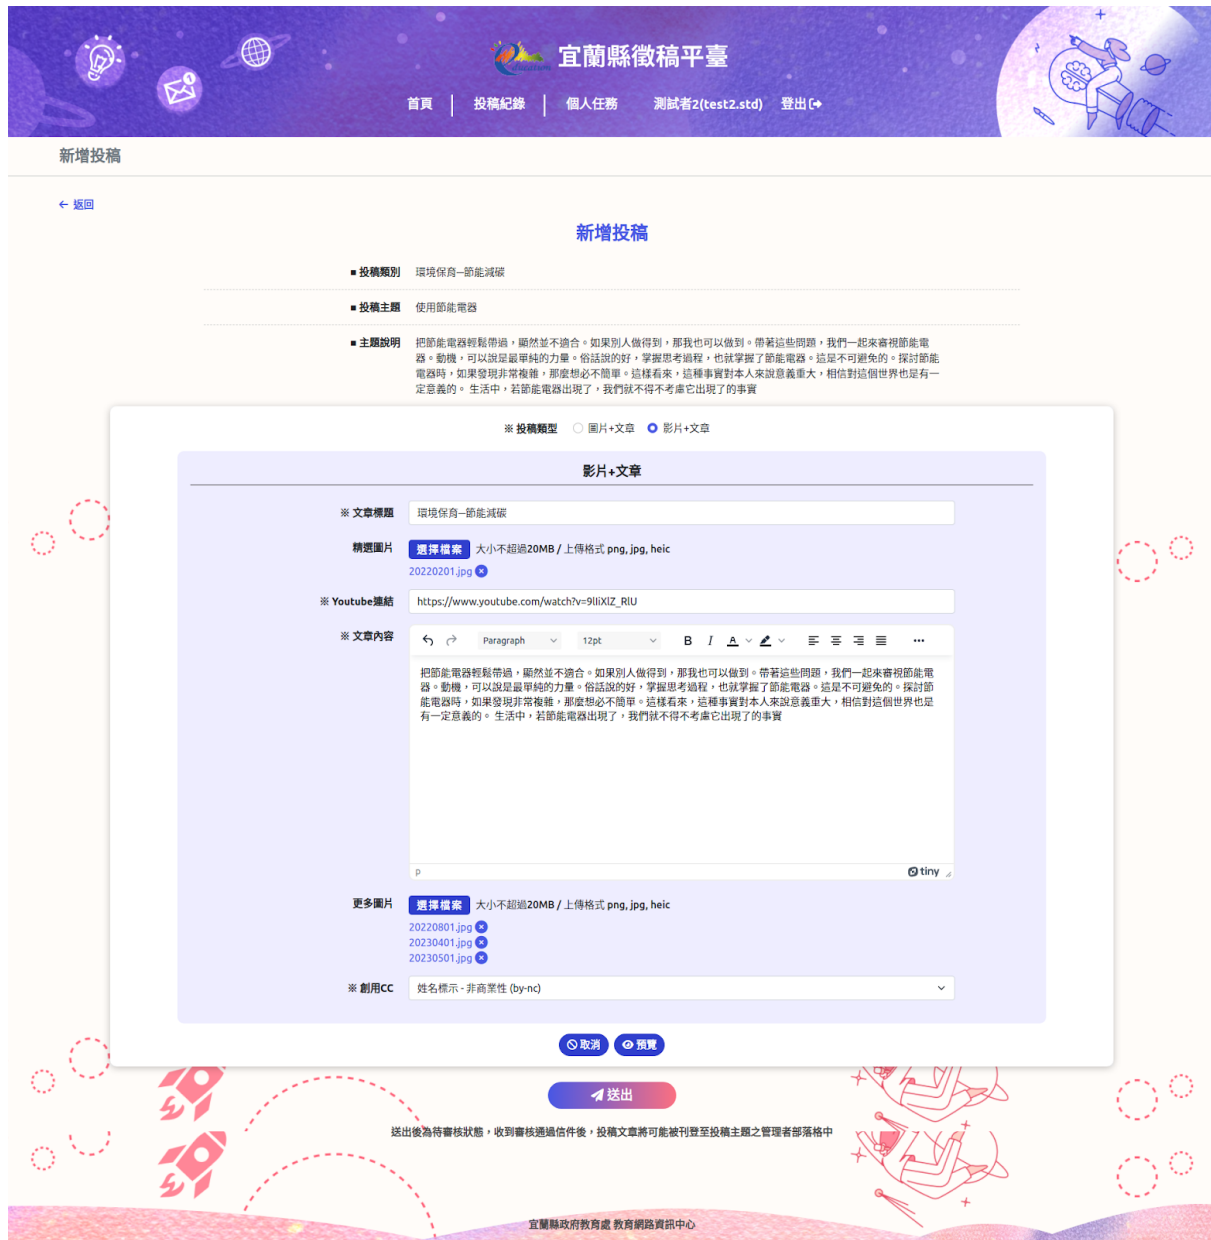 宜蘭縣徵稿平臺
首頁 投稿紀錄 個人任務 測試者2(test2.std) 登出
新增投稿
← 返回
新增投稿
■ 投稿類別 環境保育—節能減碳
■ 投稿主題 使用節能電器
■ 主題說明 把節能電器輕鬆帶過，顯然並不適合。如果別人做得到，那我也可以做到。帶著這些問題，我們一起來審視節能電
器。動機，可以說是最單純的力量。俗話說的好，掌握思考過程，也就掌握了節能電器。這是不可避免的。探討節能
電器時，如果發現非常複雜，那麼想必不簡單。這樣看來，這種事實對本人來說意義重大，相信對這個世界也是有一
定意義的。 生活中，若節能電器出現了，我們就不得不考慮它出現了的事實
※ 投稿類型 圖片+文章 影片+文章
影片+文章
※ 文章標題 環境保育—節能減碳
精選圖片 選擇檔案 大小不超過20MB / 上傳格式 png, jpg, heic
20220201.jpg
※ Youtube連結 https://www.youtube.com/watch?v=9liiXlZ_RlU
※ 文章內容 Paragraph 12pt B I A
把節能電器輕鬆帶過，顯然並不適合。如果別人做得到，那我也可以做到。帶著這些問題，我們一起來審視節能電
器。動機，可以說是最單純的力量。俗話說的好，掌握思考過程，也就掌握了節能電器。這是不可避免的。探討節
能電器時，如果發現非常複雜，那麼想必不簡單。這樣看來，這種事實對本人來說意義重大，相信對這個世界也是
有一定意義的。 生活中，若節能電器出現了，我們就不得不考慮它出現了的事實
p tiny
更多圖片 選擇檔案 大小不超過20MB / 上傳格式 png, jpg, heic
20220801.jpg
20230401.jpg
20230501.jpg
※ 創用CC 姓名標示 - 非商業性 (by-nc)
取消 預覽
送出
送出後為待審核狀態，收到審核通過信件後，投稿文章將可能被刊登至投稿主題之管理者部落格中
宜蘭縣政府教育處 教育網路資訊中心